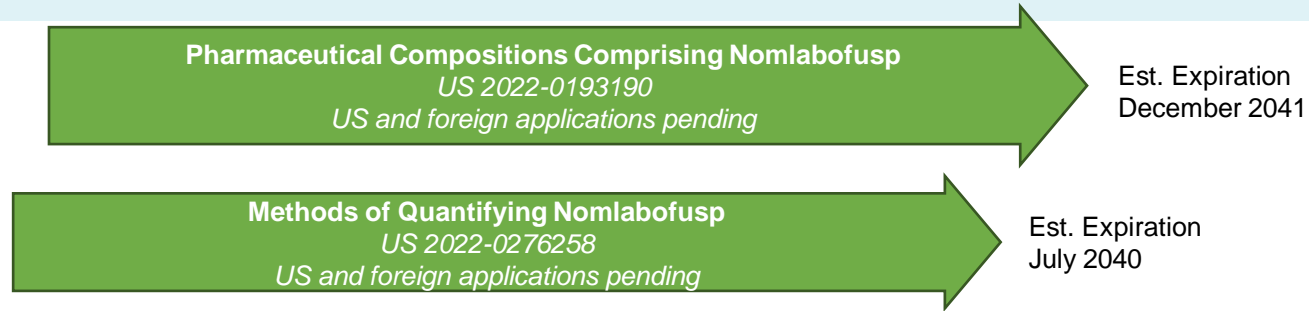 Pharmaceutical Compositions Comprising Nomlabofusp
US 2022-0193190
US and foreign applications pending
Est. Expiration
December 2041
Methods of Quantifying Nomlabofusp
US 2022-0276258
US and foreign applications pending
Est. Expiration
July 2040